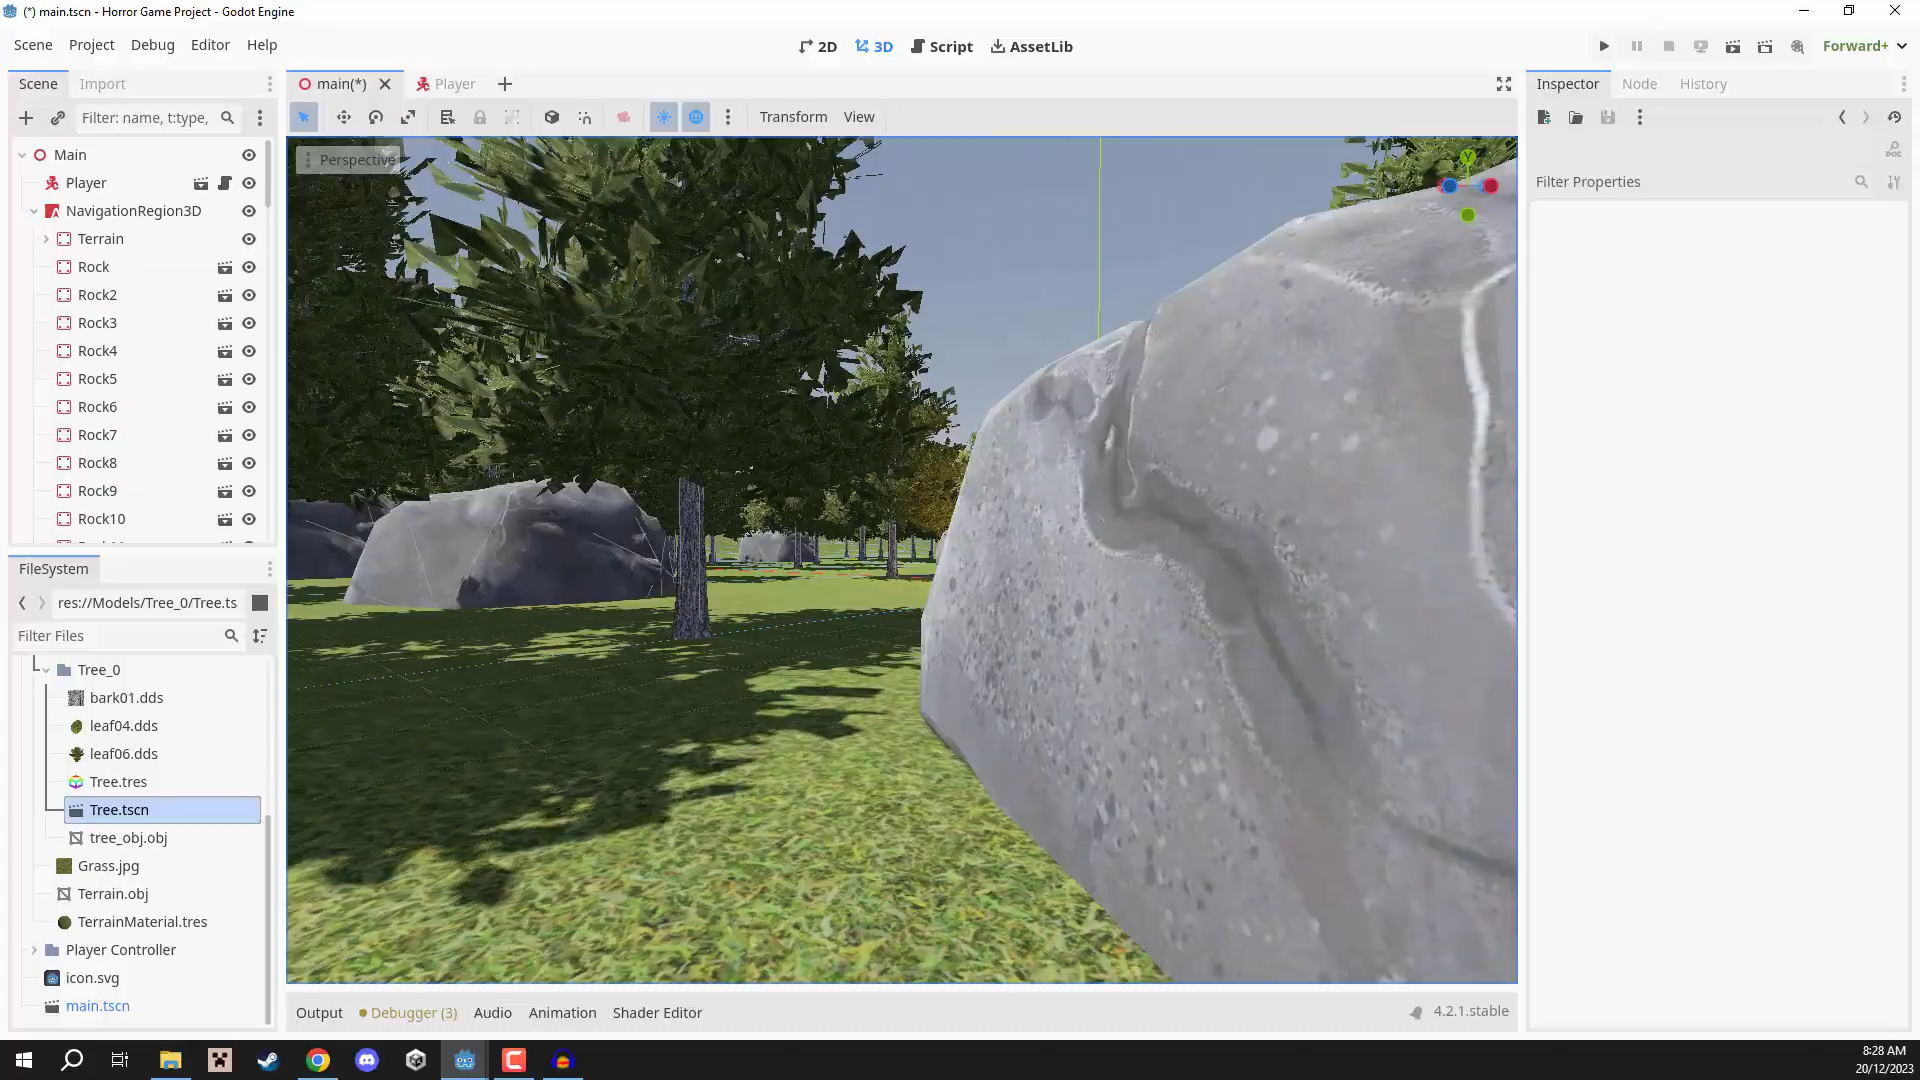 (*) main.tscn - Horror Game Project - Godot Engine
Scene Project Debug Editor Help
2D 3D Script AssetLib
Forward+
Scene Import
main(*) Player
Inspector Node History
Filter: name, t:type,
Transform View
Perspective
Y
DOC
Filter Properties
Main
Player
NavigationRegion3D
Terrain
Rock
Rock2
Rock3
Rock4
Rock5
Rock6
Rock7
Rock8
Rock9
Rock10
FileSystem
res://Models/Tree_0/Tree.ts
Filter Files
Tree_0
bark01.dds
leaf04.dds
leaf06.dds
Tree.tres
Tree.tscn
tree_obj.obj
Grass.jpg
Terrain.obj
TerrainMaterial.tres
Player Controller
icon.svg
main.tscn
Output Debugger (3) Audio Animation Shader Editor
4.2.1.stable
8:28 AM
20/12/2023